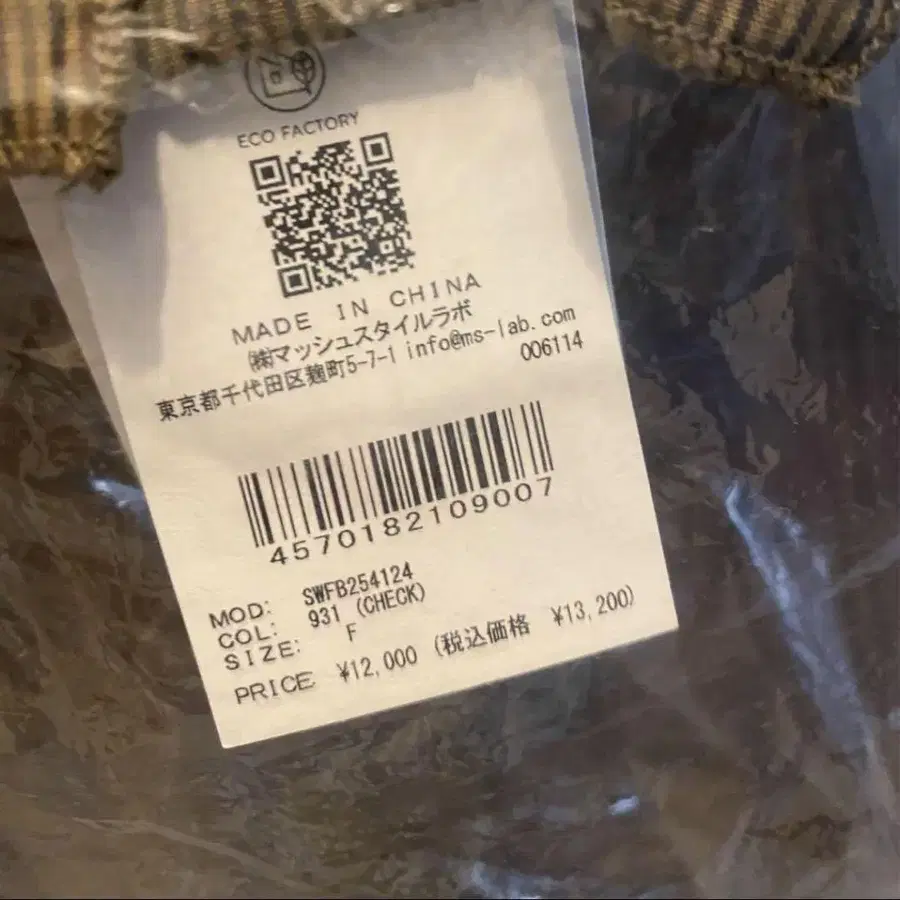 ECO FACTORY
MADE IN CHINA
㈱マッシュスタイルラボ
東京都千代田区麹町5-7-1 info@ms-lab.com
006114
4570182109007
MOD: SWFB254124
COL: 931 (CHECK)
SIZE: F
PRICE ¥12,000 (税込価格 ¥13,200)